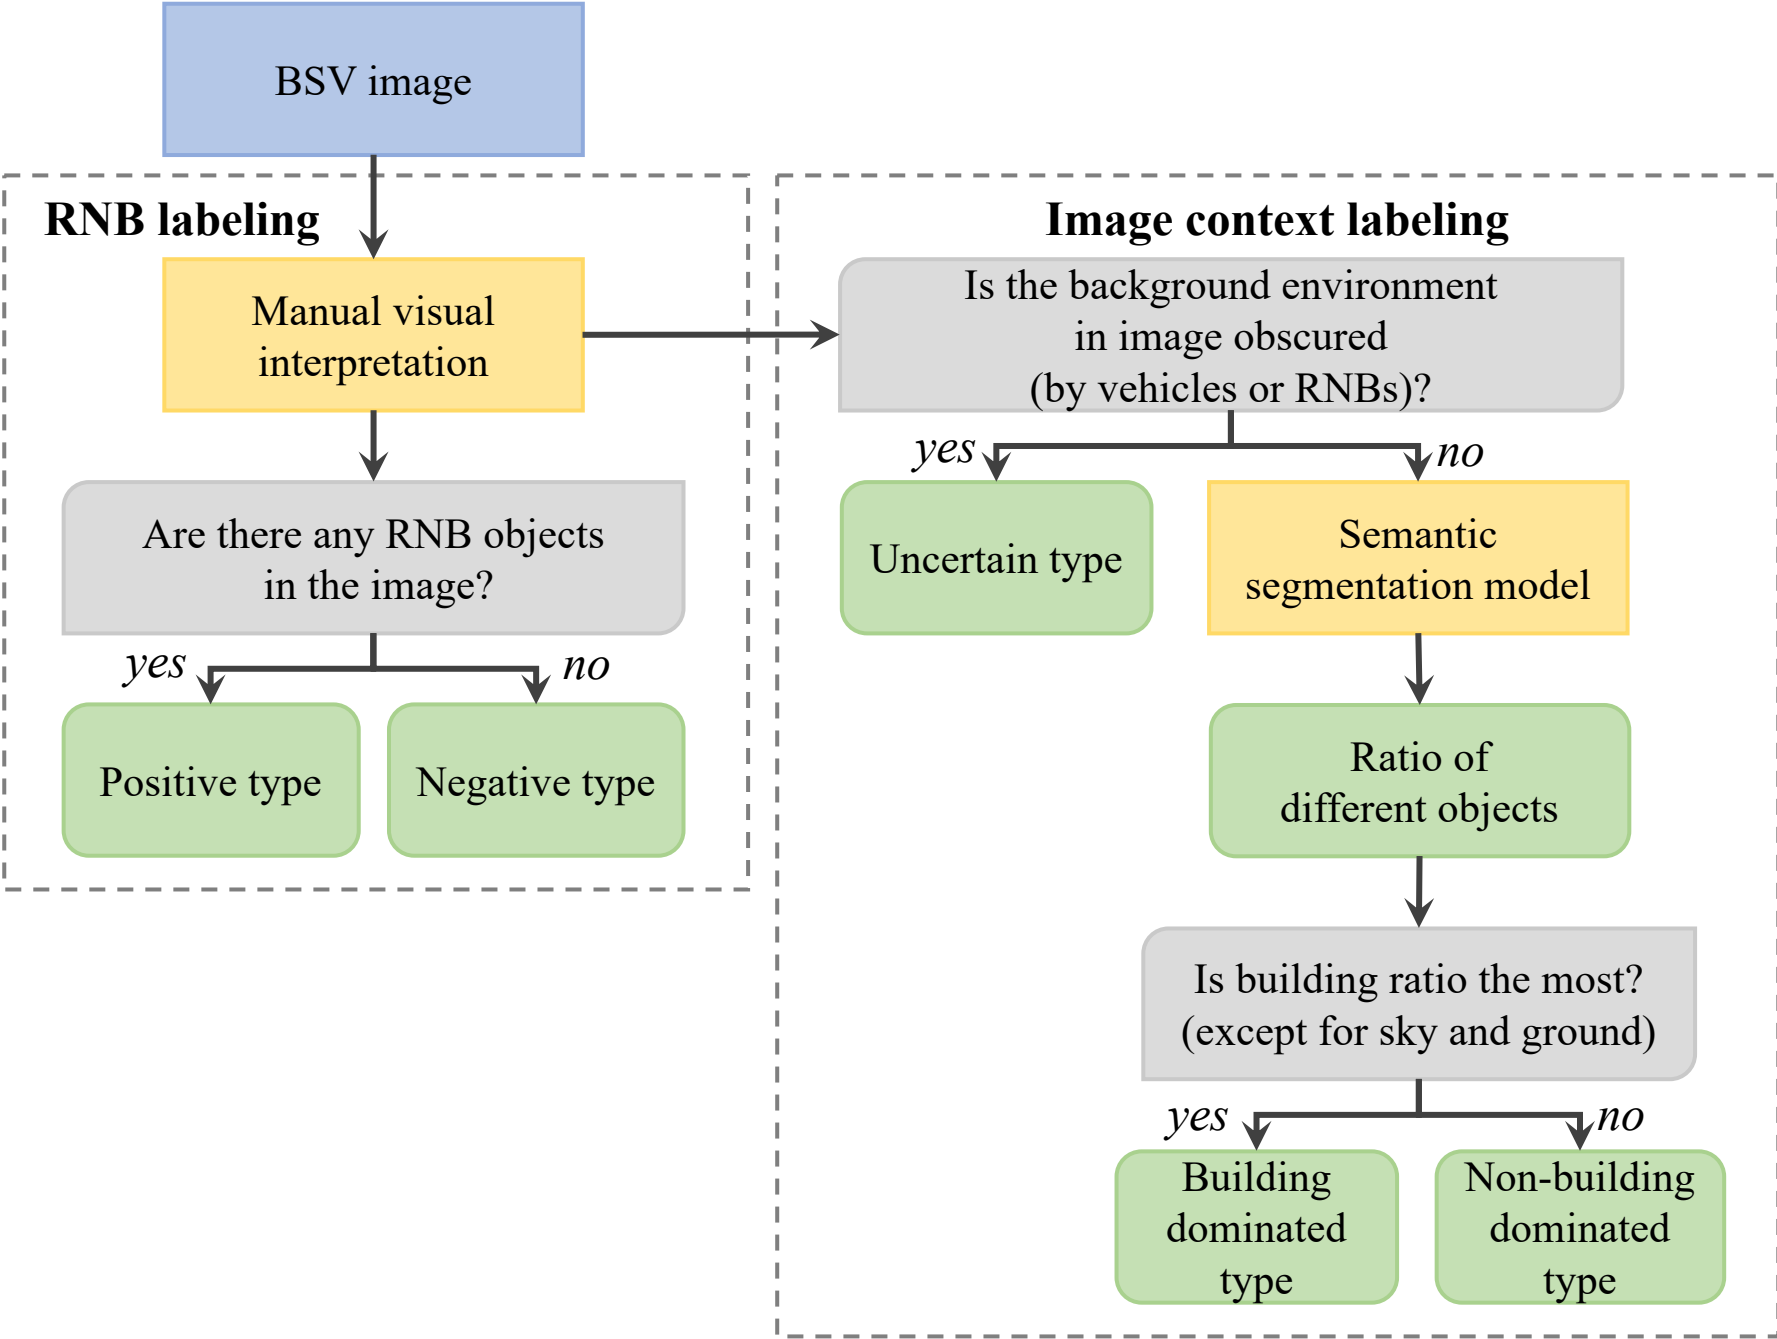 BSV image
RNB labeling
Manual visual
interpretation
Are there any RNB objects
in the image?
yes
no
Positive type
Negative type
Image context labeling
Is the background environment
in image obscured
(by vehicles or RNBs)?
yes
no
Uncertain type
Semantic
segmentation model
Ratio of
different objects
Is building ratio the most?
(except for sky and ground)
yes
no
Building
dominated
type
Non-building
dominated
type